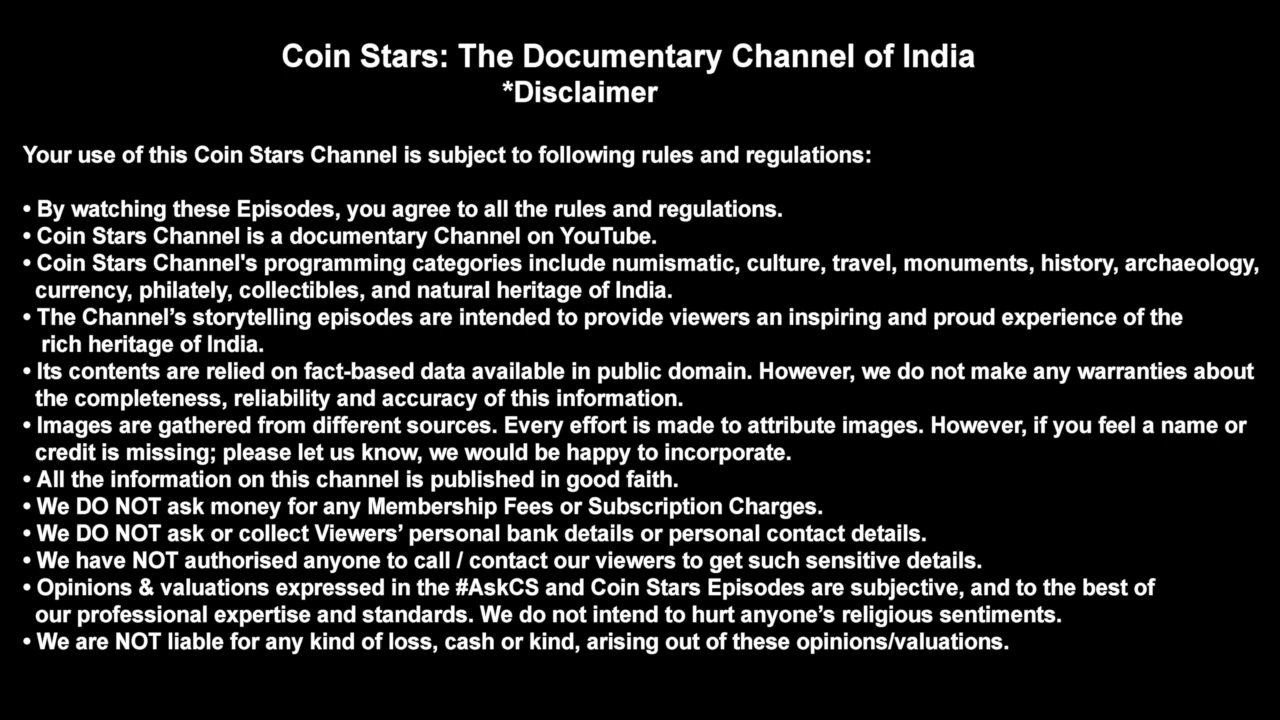 Coin Stars: The Documentary Channel of India
*Disclaimer
Your use of this Coin Stars Channel is subject to following rules and regulations:
• By watching these Episodes, you agree to all the rules and regulations.
• Coin Stars Channel is a documentary Channel on YouTube.
• Coin Stars Channel's programming categories include numismatic, culture, travel, monuments, history, archaeology,
currency, philately, collectibles, and natural heritage of India.
• The Channel’s storytelling episodes are intended to provide viewers an inspiring and proud experience of the
rich heritage of India.
• Its contents are relied on fact-based data available in public domain. However, we do not make any warranties about
the completeness, reliability and accuracy of this information.
• Images are gathered from different sources. Every effort is made to attribute images. However, if you feel a name or
credit is missing; please let us know, we would be happy to incorporate.
• All the information on this channel is published in good faith.
• We DO NOT ask money for any Membership Fees or Subscription Charges.
• We DO NOT ask or collect Viewers’ personal bank details or personal contact details.
• We have NOT authorised anyone to call / contact our viewers to get such sensitive details.
• Opinions & valuations expressed in the #AskCS and Coin Stars Episodes are subjective, and to the best of
our professional expertise and standards. We do not intend to hurt anyone’s religious sentiments.
• We are NOT liable for any kind of loss, cash or kind, arising out of these opinions/valuations.